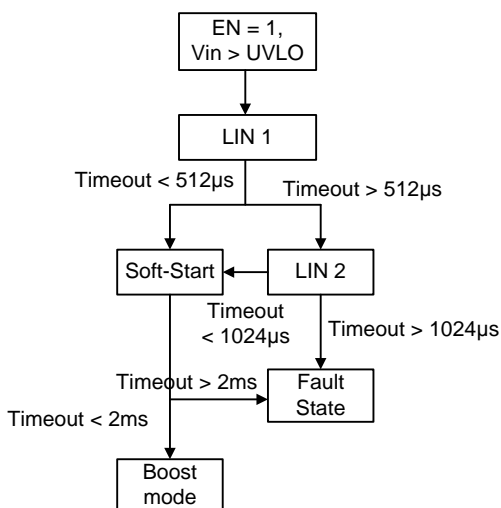 EN = 1,
Vin > UVLO
LIN 1
Timeout < 512µs
Timeout > 512µs
Soft-Start
LIN 2
Timeout
< 1024µs
Timeout > 1024µs
Timeout > 2ms
Fault
State
Timeout < 2ms
Boost
mode